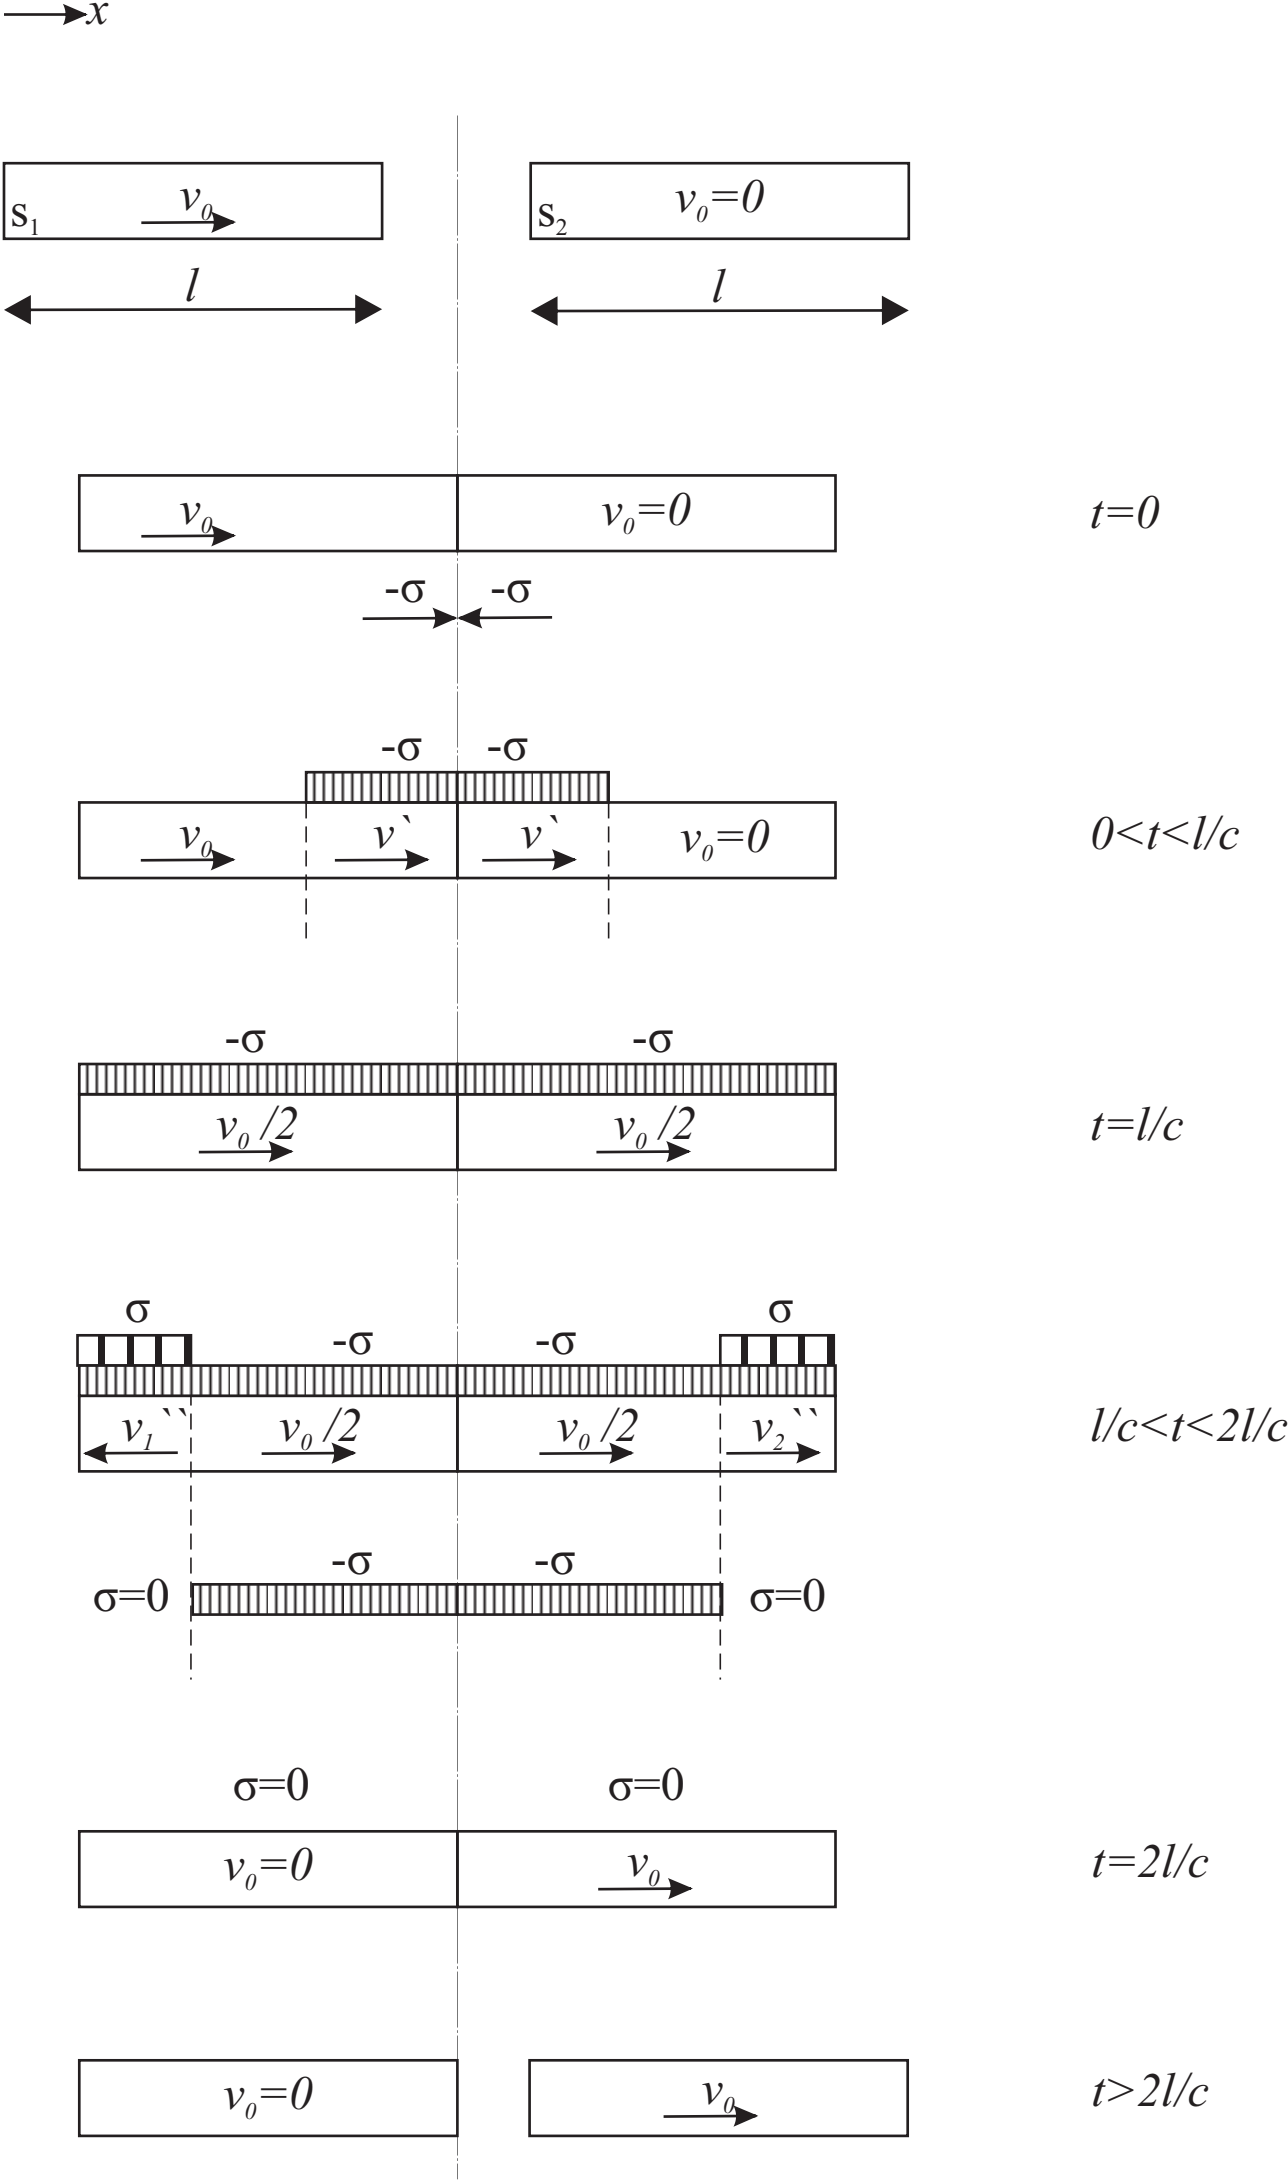 x
s₁ v₀ s₂ v₀=0
l l
v₀ v₀=0 t=0
-σ -σ
-σ -σ
v₀ v` v` v₀=0 0<t<l/c
-σ -σ
v₀/2 v₀/2 t=l/c
σ -σ -σ σ
v₁`` v₀/2 v₀/2 v₂`` l/c<t<2l/c
-σ -σ
σ=0 σ=0
σ=0 σ=0
v₀=0 v₀ t=2l/c
v₀=0 v₀ t>2l/c